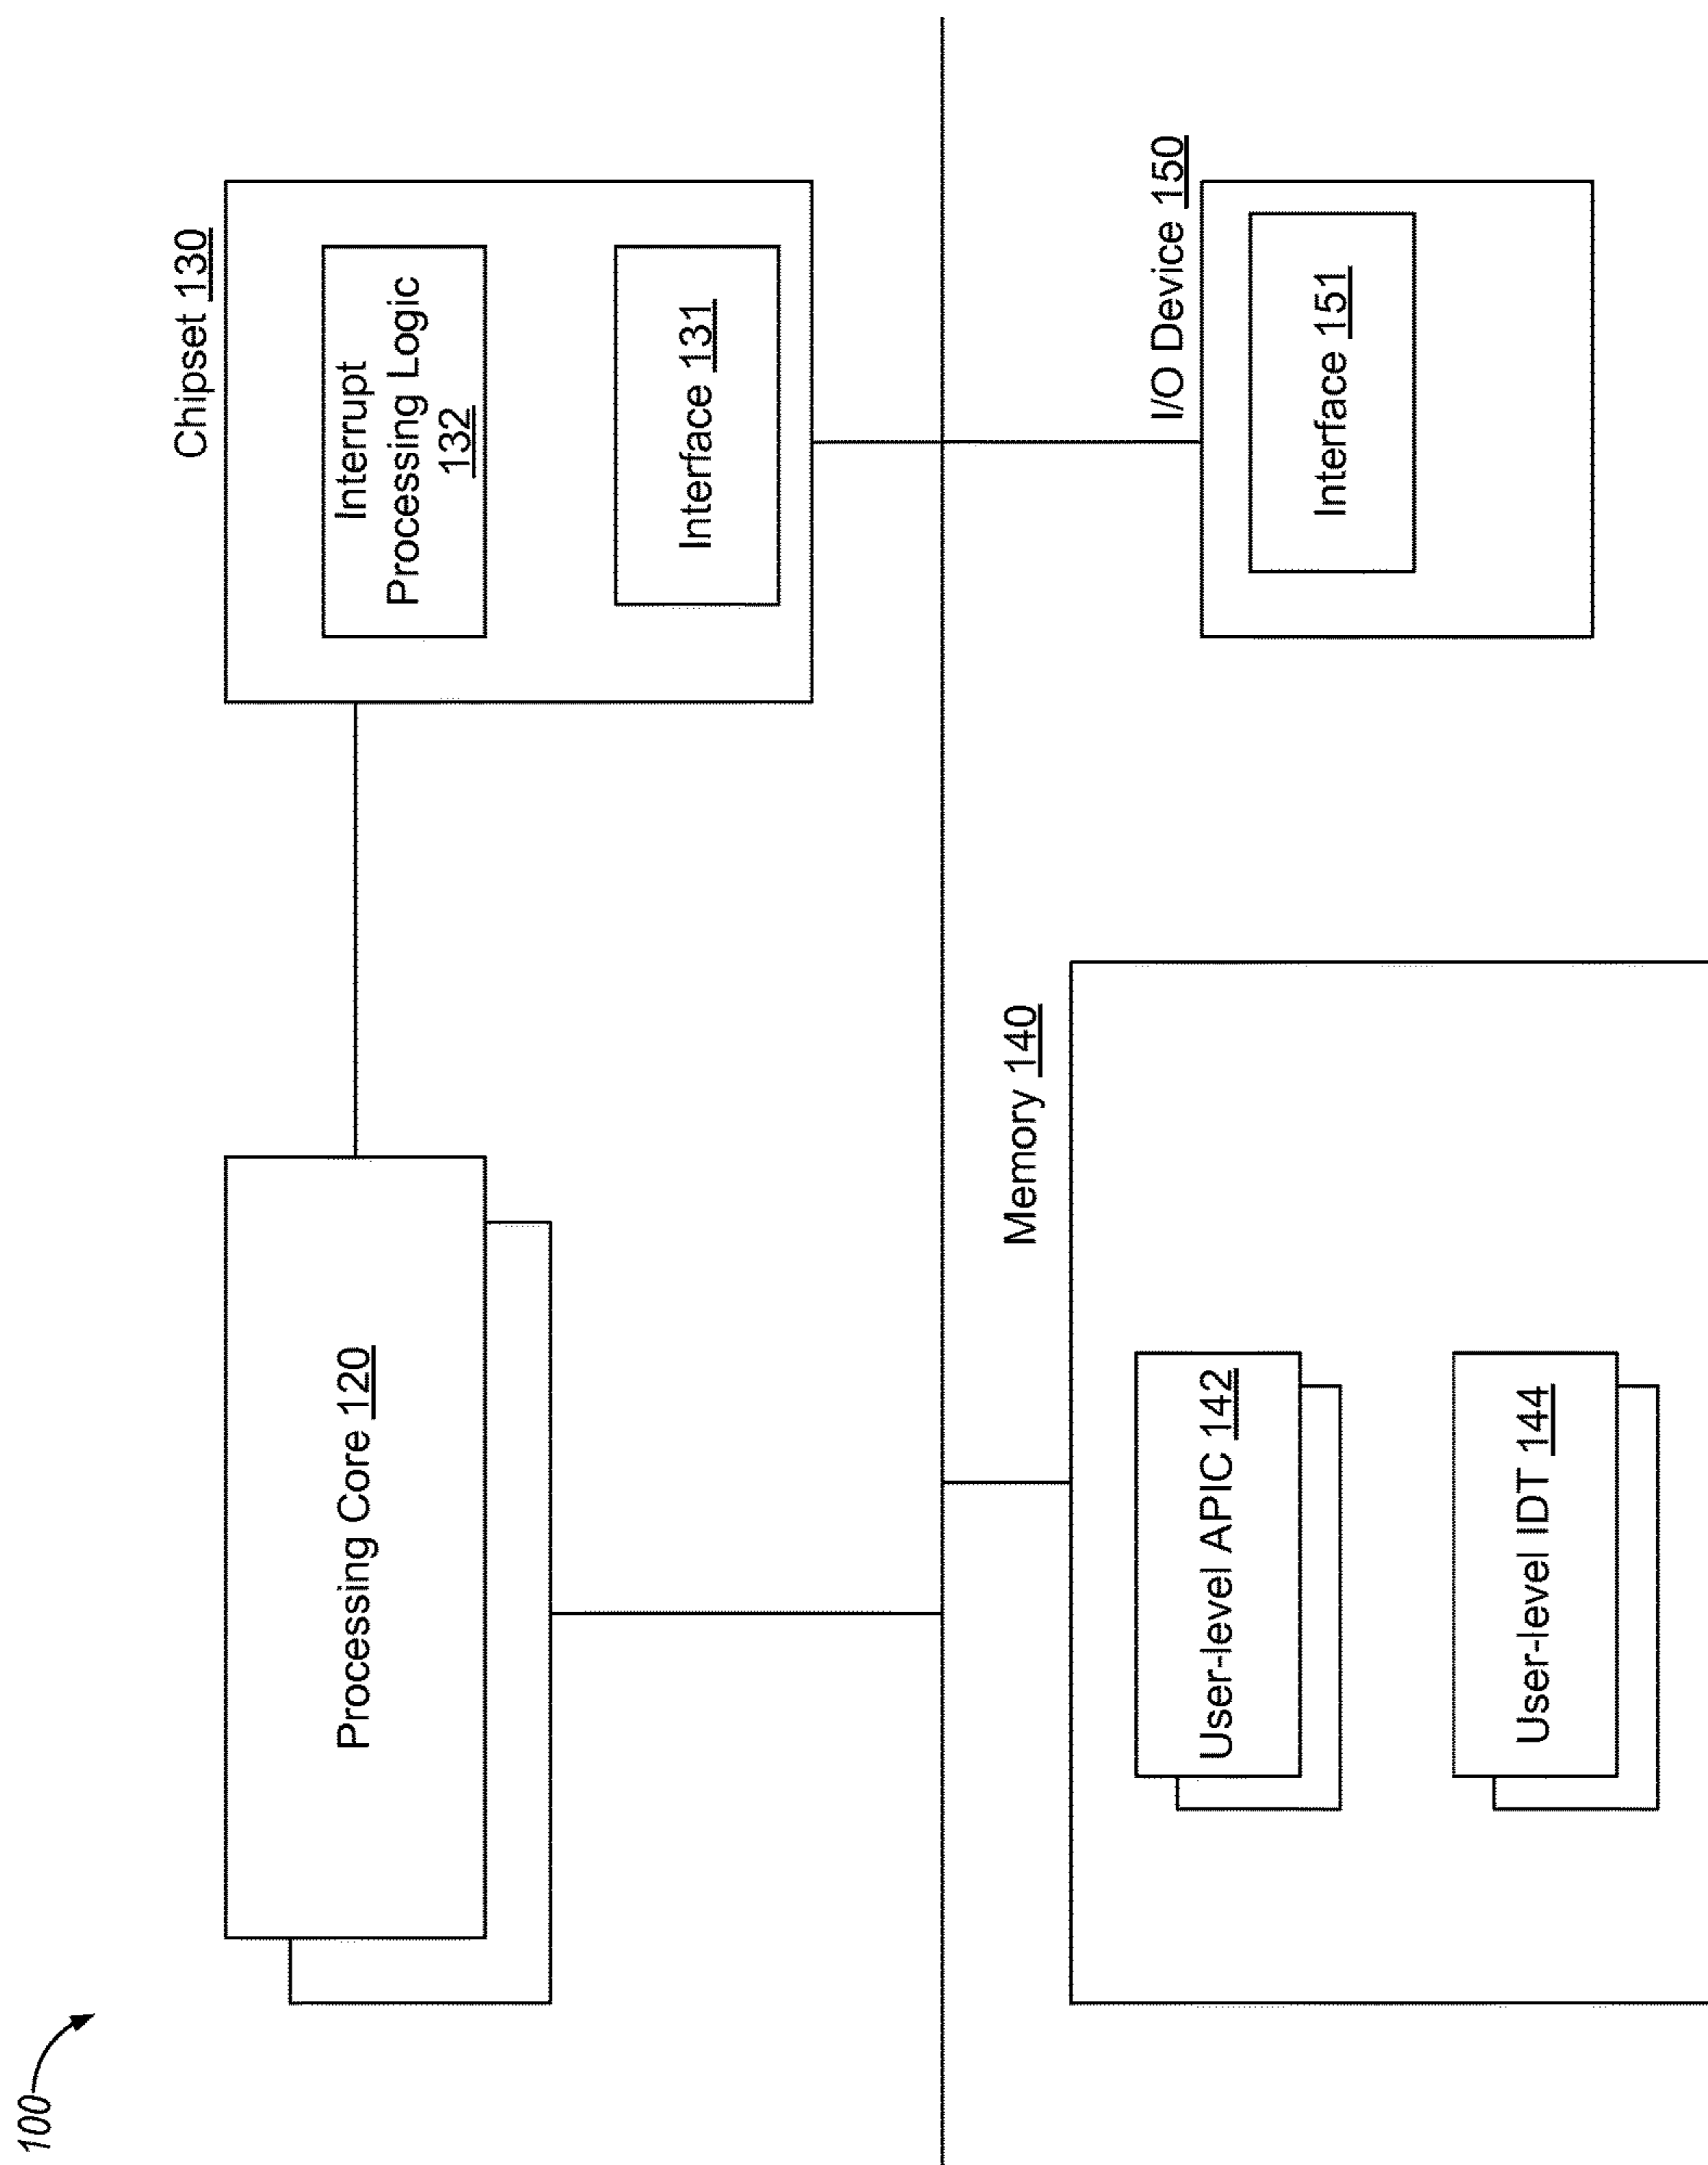 100
Processing Core 120
Chipset 130
Interrupt
Processing Logic
132
Interface 131
Memory 140
User-level APIC 142
User-level IDT 144
I/O Device 150
Interface 151